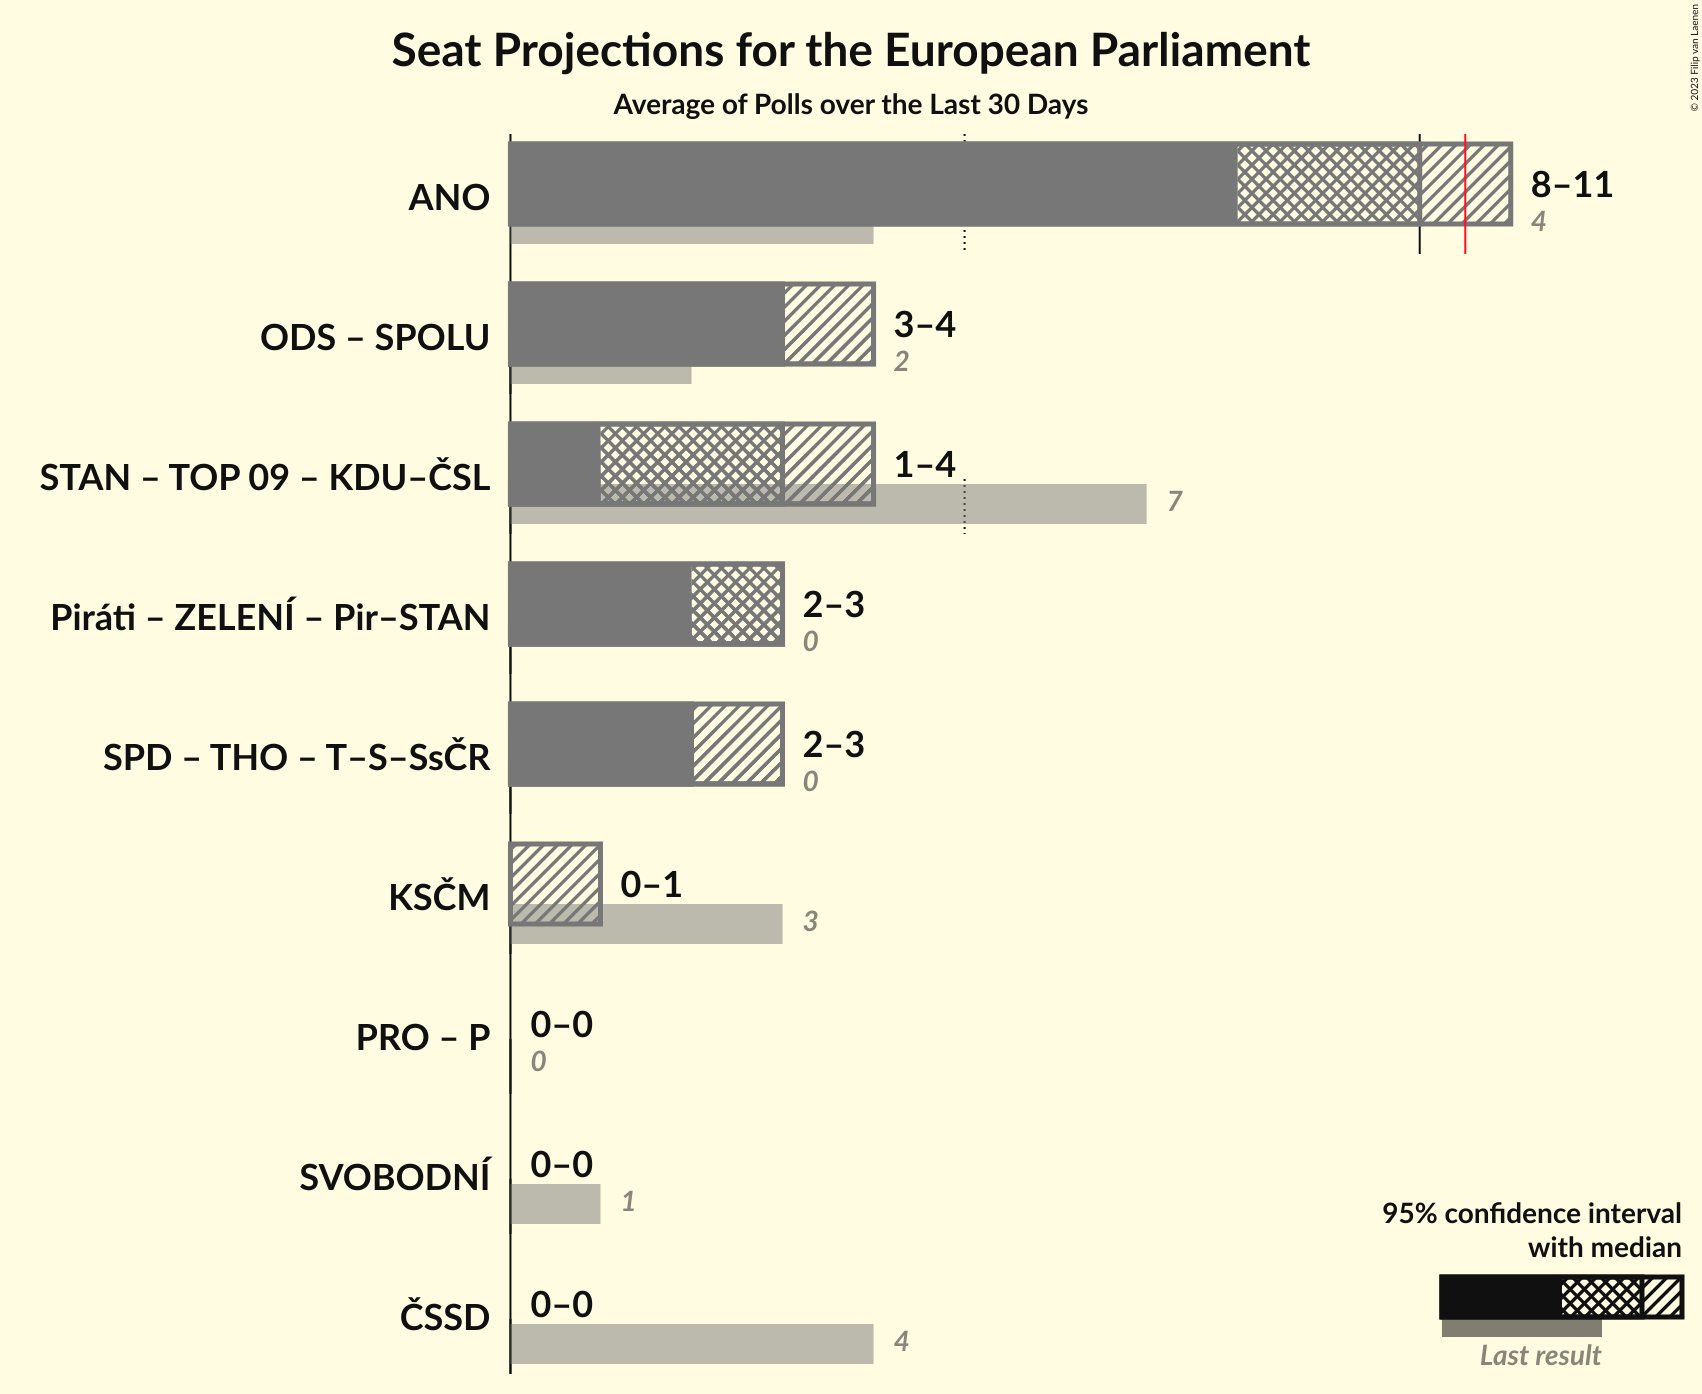 Seat Projections for the European Parliament
Average of Polls over the Last 30 Days
© 2023 Filip van Laenen
ANO
8–11
4
ODS – SPOLU
3–4
2
STAN – TOP 09 – KDU–ČSL
1–4
7
Piráti – ZELENÍ – Pir–STAN
2–3
0
SPD – THO – T–S–SsČR
2–3
0
KSČM
0–1
3
PRO – P
0–0
0
SVOBODNÍ
0–0
1
ČSSD
0–0
4
95% confidence interval
with median
Last result